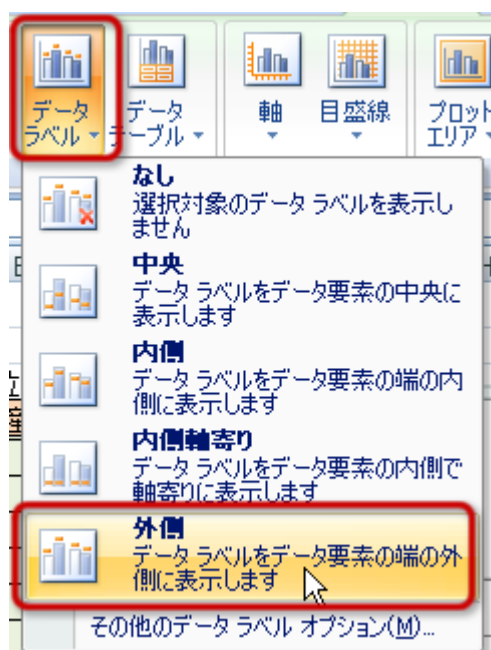 データ ラベル
データ テーブル
軸
目盛線
プロット エリア
なし
選択対象のデータ ラベルを表示し
ません
中央
データ ラベルをデータ要素の中央に
表示します
内側
データ ラベルをデータ要素の端の内
側に表示します
内側軸寄り
データ ラベルをデータ要素の内側で
軸寄りに表示します
外側
データ ラベルをデータ要素の端の外
側に表示します
その他のデータ ラベル オプション(M)...